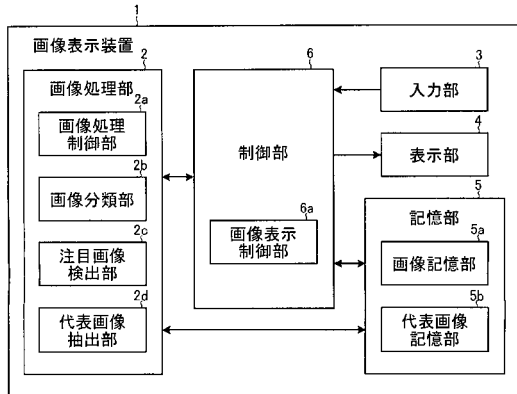 1
画像表示装置
2
画像処理部
2a
画像処理
制御部
2b
画像分類部
2c
注目画像
検出部
2d
代表画像
抽出部
6
制御部
6a
画像表示
制御部
3
入力部
4
表示部
5
記憶部
5a
画像記憶部
5b
代表画像
記憶部